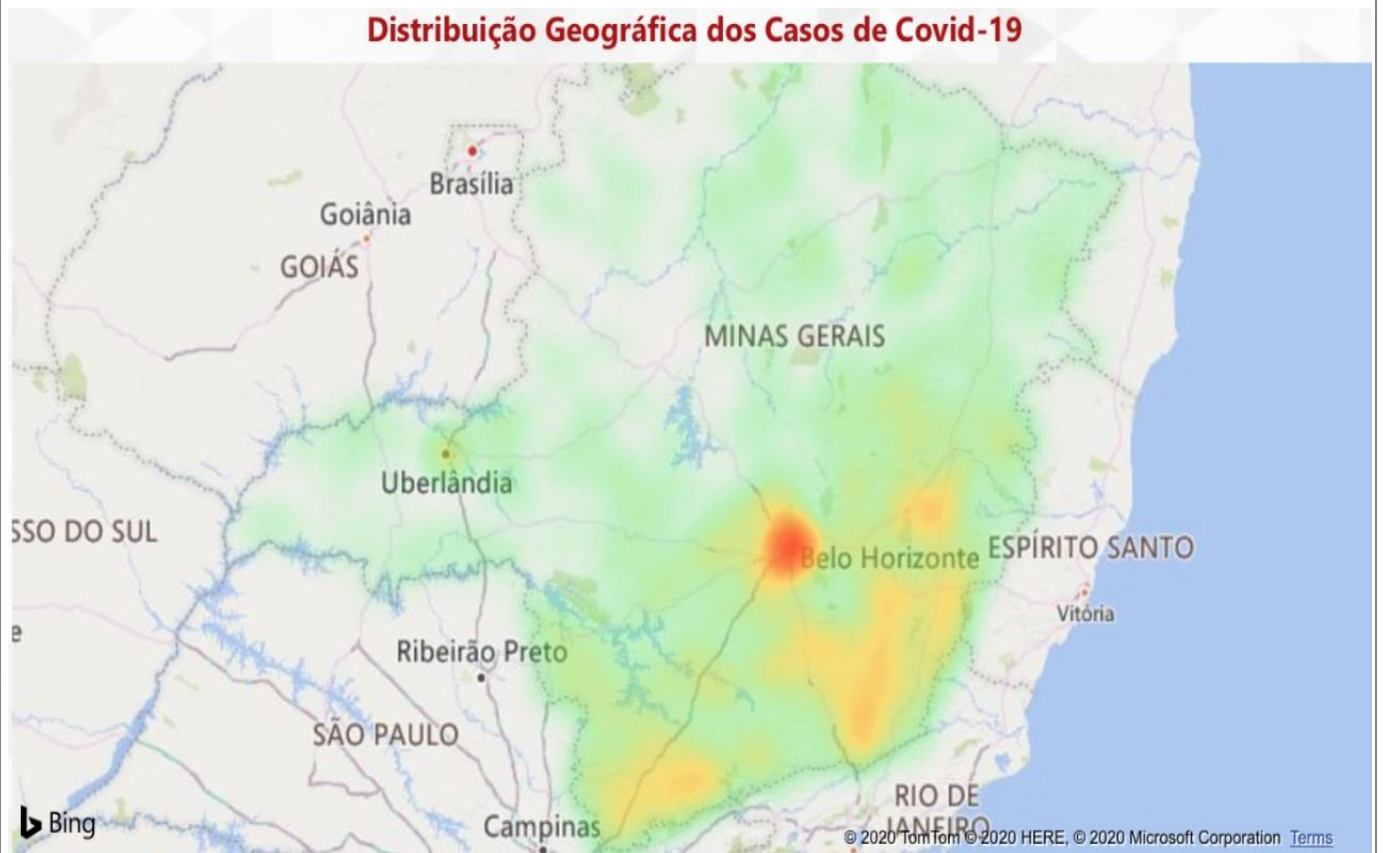 Distribuição Geográfica dos Casos de Covid-19
Brasília
Goiânia
GOIÁS
MINAS GERAIS
Uberlândia
SSO DO SUL
Belo Horizonte
ESPÍRITO SANTO
Vitória
e
Ribeirão Preto
SÃO PAULO
RIO DE
JANEIRO
Bing
Campinas
© 2020 TomTom © 2020 HERE, © 2020 Microsoft Corporation Terms